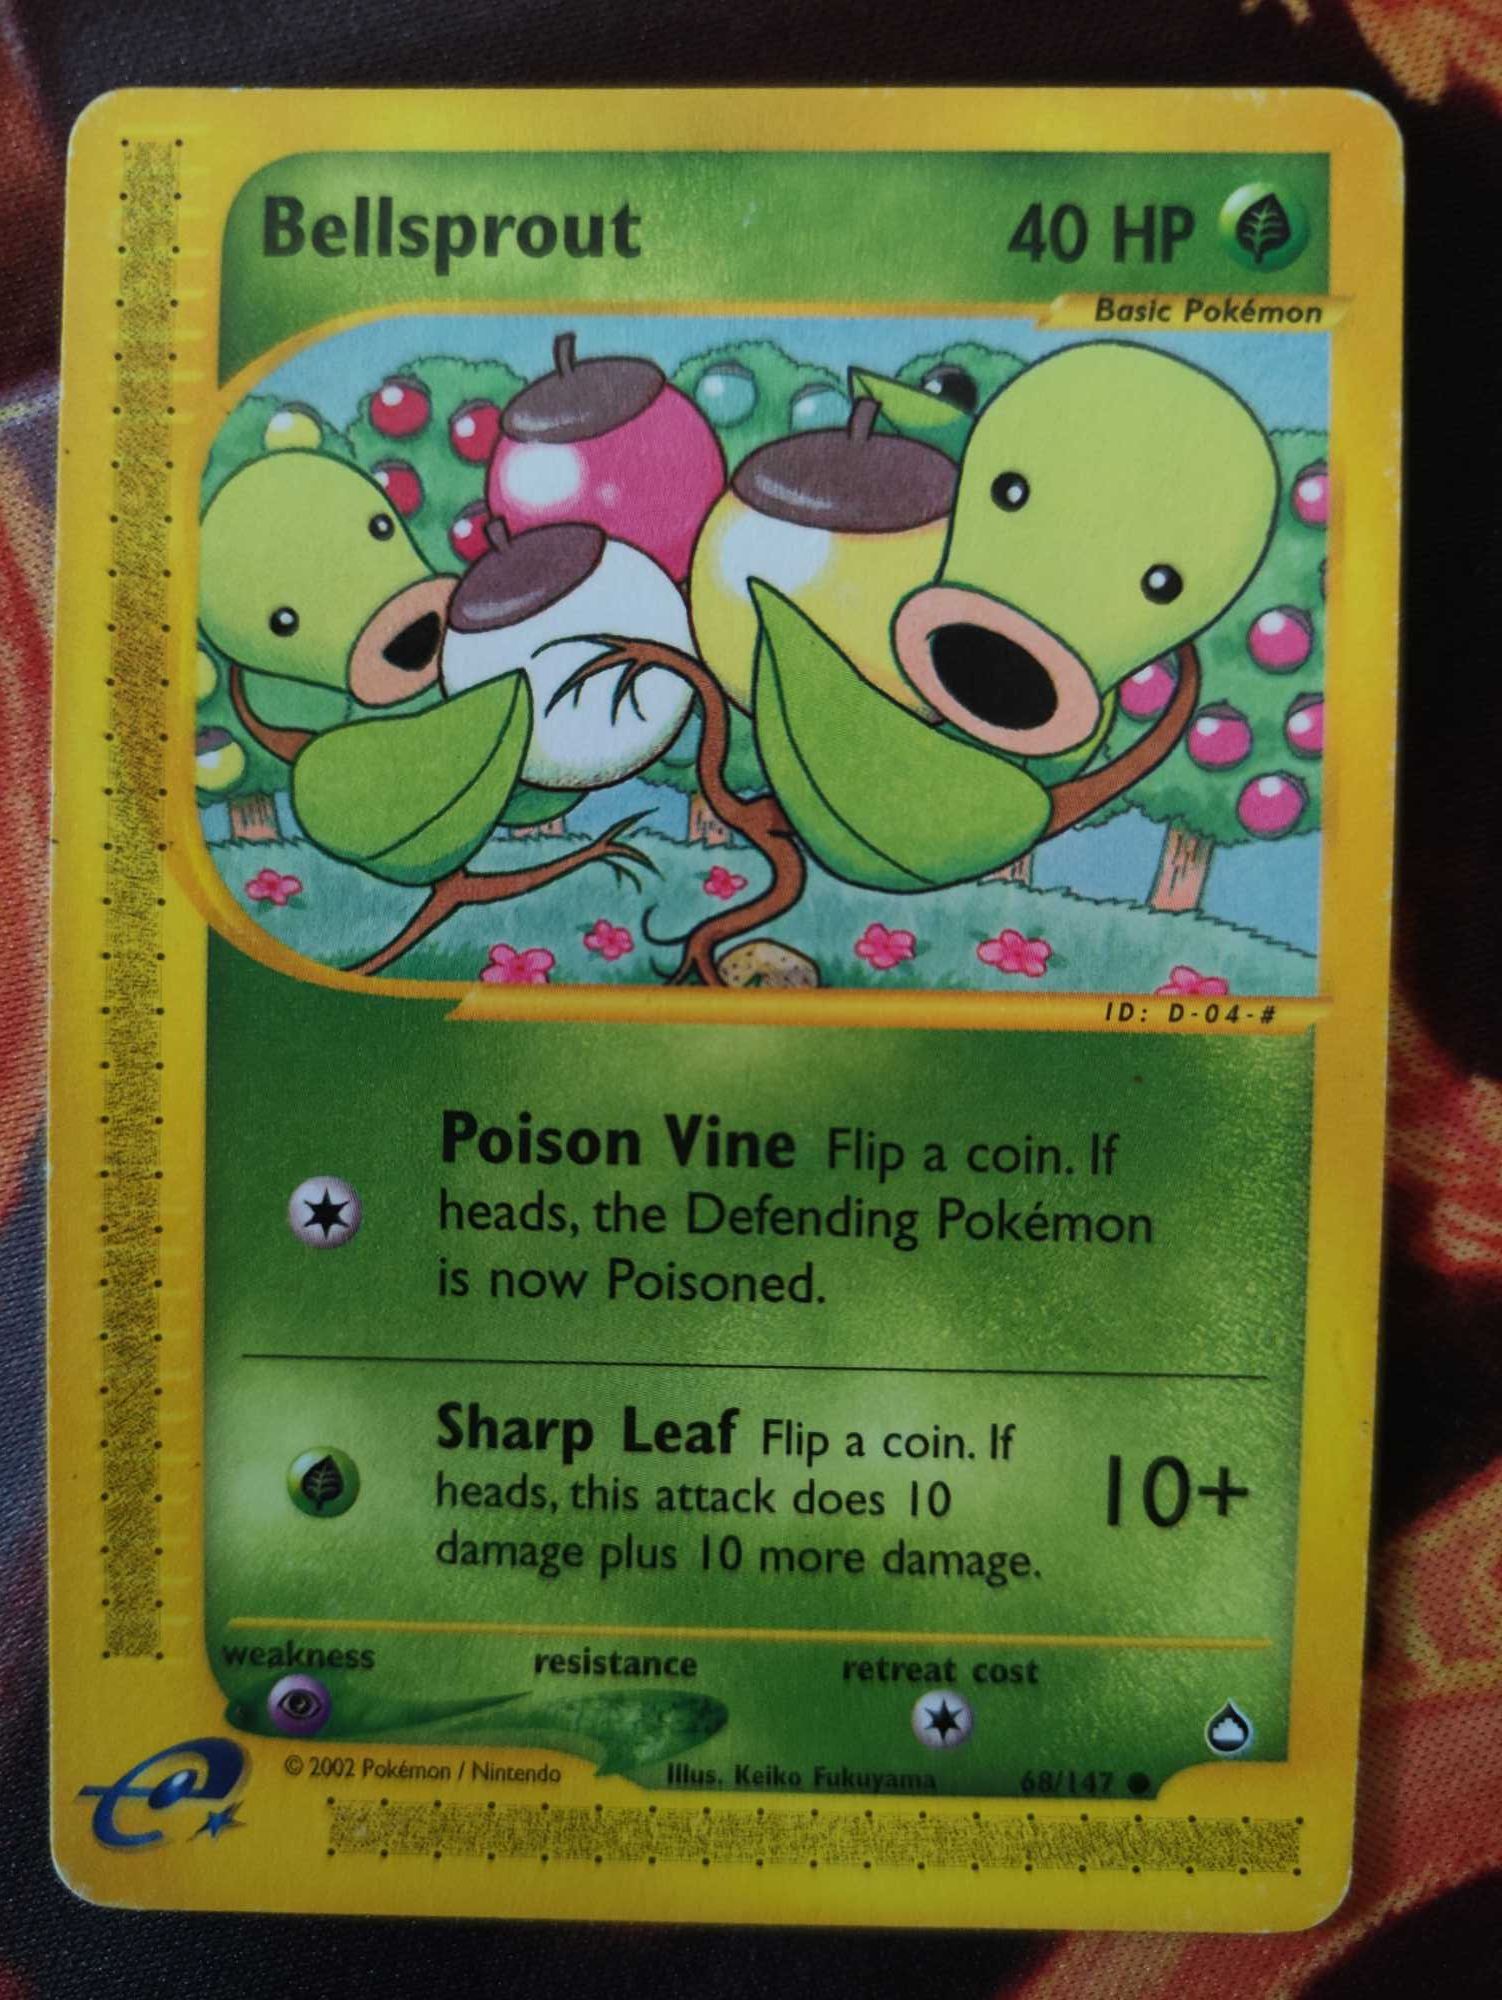 Bellsprout 40 HP
Basic Pokémon
ID: D-04-#
Poison Vine Flip a coin. If
heads, the Defending Pokémon
is now Poisoned.
Sharp Leaf Flip a coin. If
heads, this attack does 10
damage plus 10 more damage.
10+
weakness resistance retreat cost
© 2002 Pokémon / Nintendo Illus. Keiko Fukuyama 68/147
e